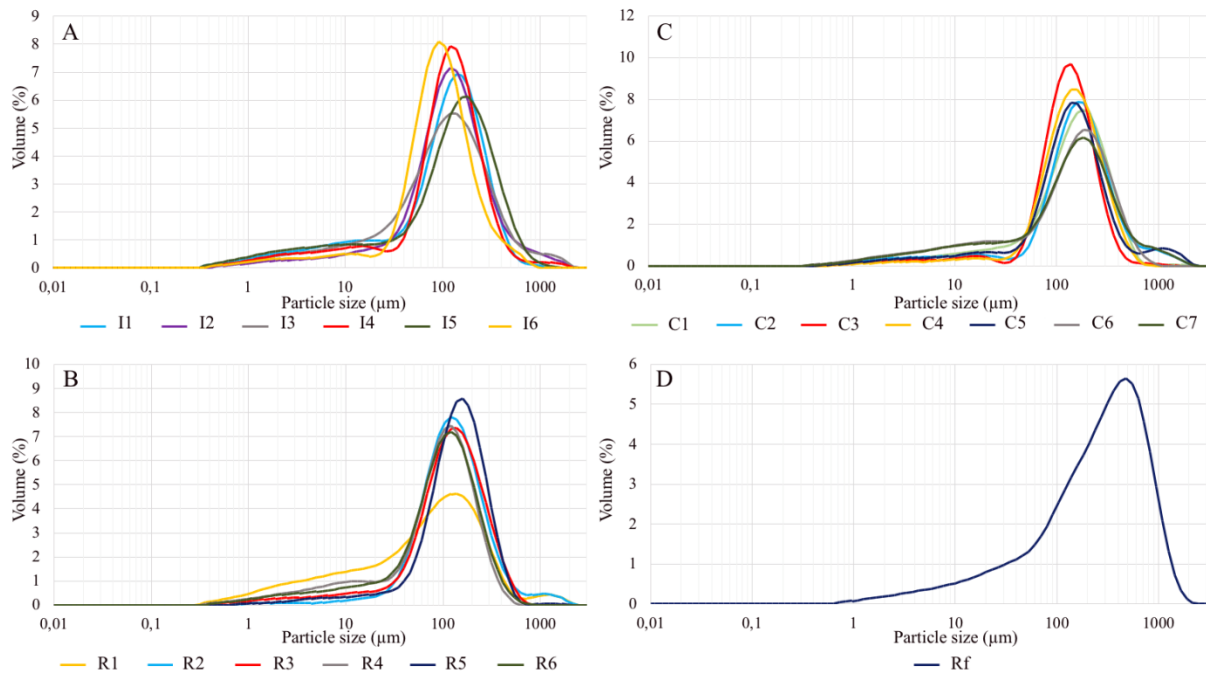 A
Volume (%)
9
8
7
6
5
4
3
2
1
0
0,01 0,1 1 10 100 1000
Particle size (µm)
I1 I2 I3 I4 I5 I6
C
Volume (%)
12
10
8
6
4
2
0
0,01 0,1 1 10 100 1000
Particle size (µm)
C1 C2 C3 C4 C5 C6 C7
B
Volume (%)
10
9
8
7
6
5
4
3
2
1
0
0,01 0,1 1 10 100 1000
Particle size (µm)
R1 R2 R3 R4 R5 R6
D
Volume (%)
6
5
4
3
2
1
0
0,01 0,1 1 10 100 1000
Particle size (µm)
Rf